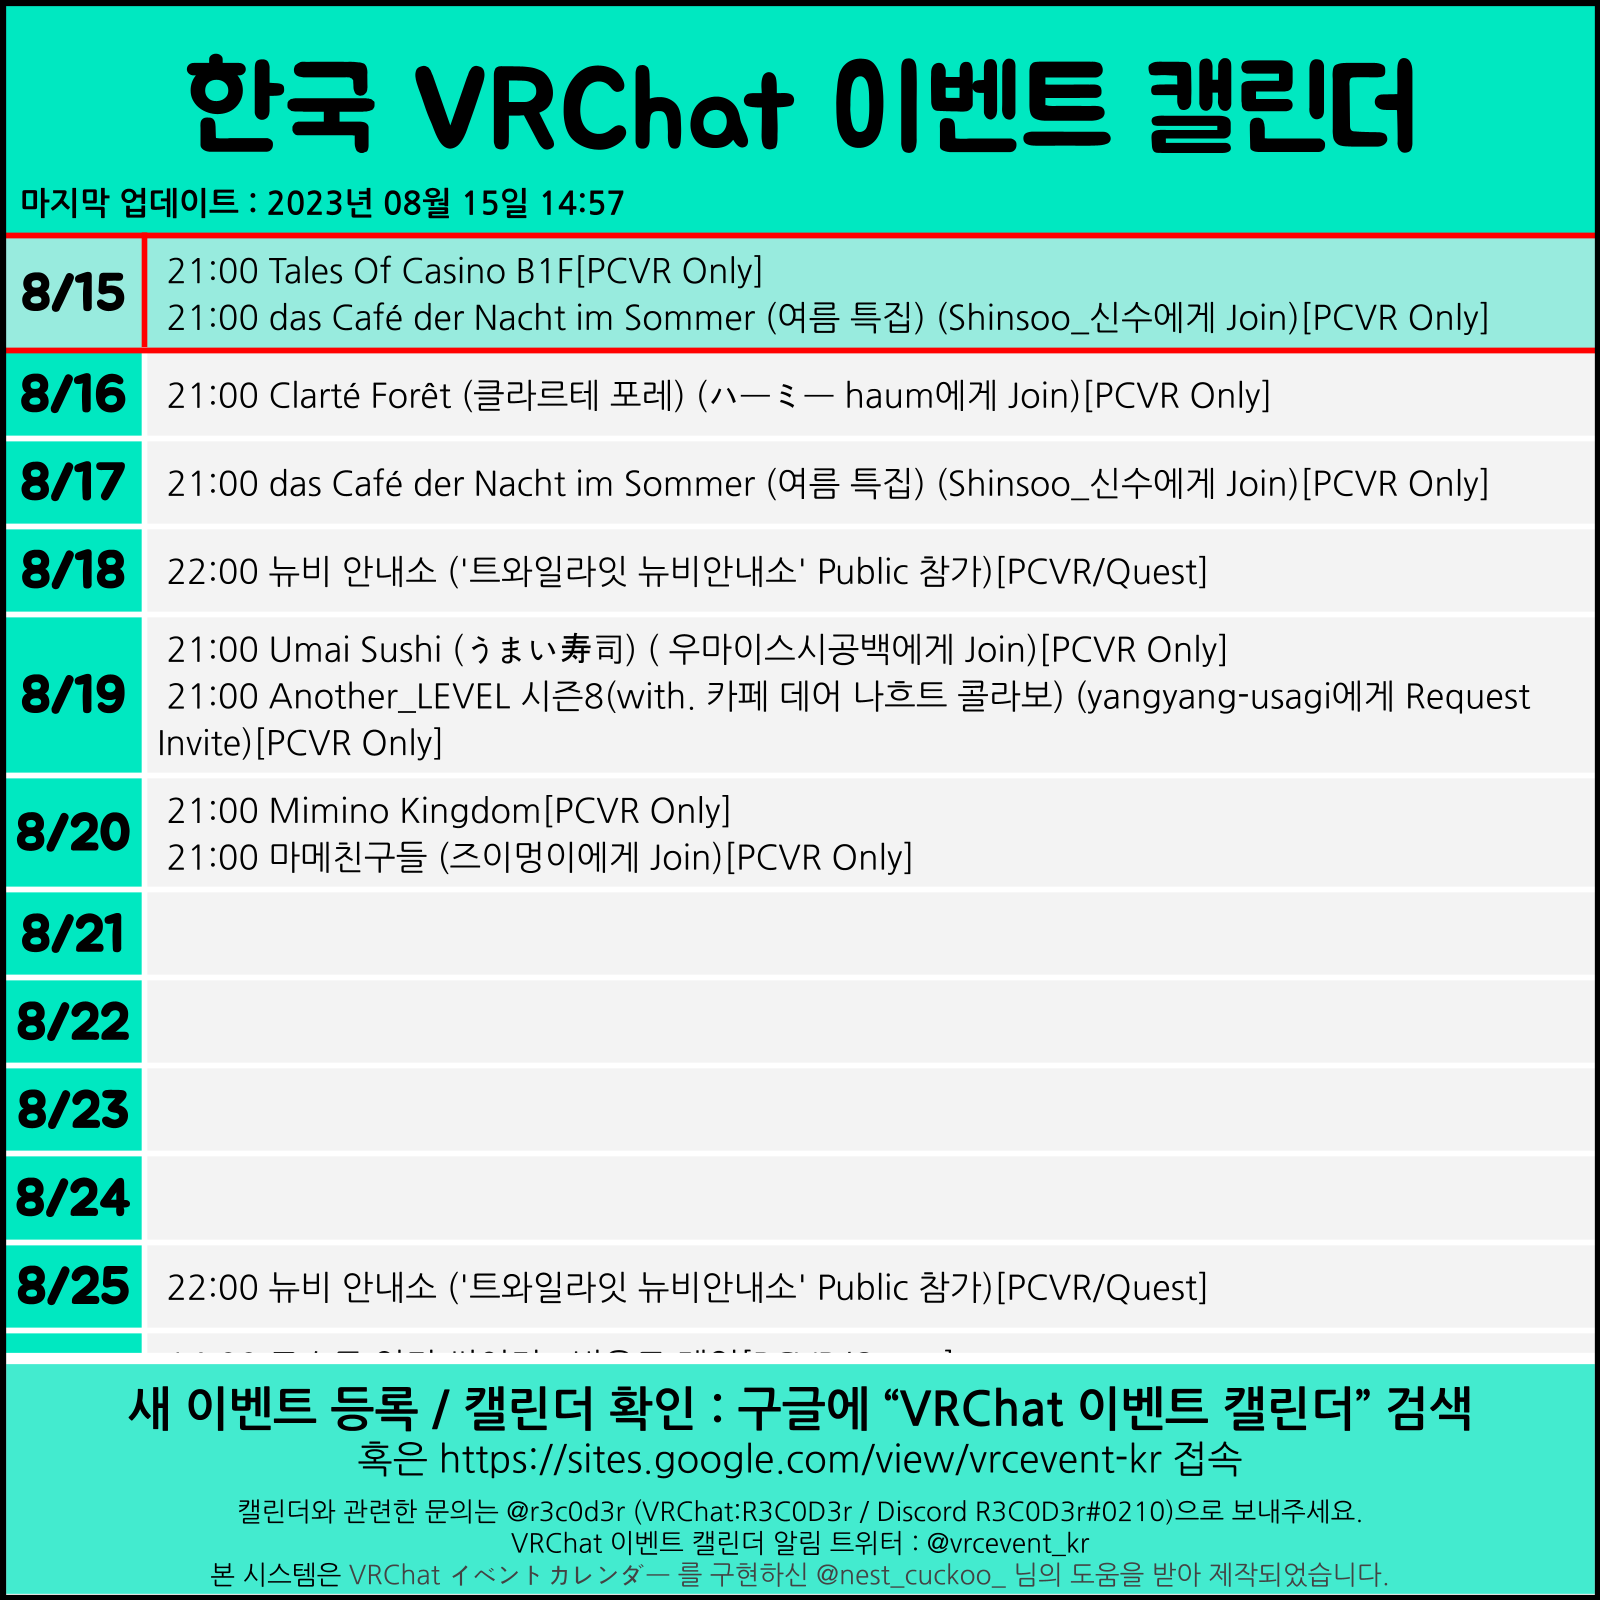 한국 VRChat 이벤트 캘린더
마지막 업데이트 : 2023년 08월 15일 14:57
8/15
21:00 Tales Of Casino B1F[PCVR Only]
21:00 das Café der Nacht im Sommer (여름 특집) (Shinsoo_신수에게 Join)[PCVR Only]
8/16
21:00 Clarté Forêt (클라르테 포레) (ハーミー haum에게 Join)[PCVR Only]
8/17
21:00 das Café der Nacht im Sommer (여름 특집) (Shinsoo_신수에게 Join)[PCVR Only]
8/18
22:00 뉴비 안내소 ('트와일라잇 뉴비안내소' Public 참가)[PCVR/Quest]
8/19
21:00 Umai Sushi (うまい寿司) ( 우마이스시공백에게 Join)[PCVR Only]
21:00 Another_LEVEL 시즌8(with. 카페 데어 나흐트 콜라보) (yangyang-usagi에게 Request
Invite)[PCVR Only]
8/20
21:00 Mimino Kingdom[PCVR Only]
21:00 마메친구들 (즈이멍이에게 Join)[PCVR Only]
8/21
8/22
8/23
8/24
8/25
22:00 뉴비 안내소 ('트와일라잇 뉴비안내소' Public 참가)[PCVR/Quest]
새 이벤트 등록 / 캘린더 확인 : 구글에 “VRChat 이벤트 캘린더” 검색
혹은 https://sites.google.com/view/vrcevent-kr 접속
캘린더와 관련한 문의는 @r3c0d3r (VRChat:R3C0D3r / Discord R3C0D3r#0210)으로 보내주세요.
VRChat 이벤트 캘린더 알림 트위터 : @vrcevent_kr
본 시스템은 VRChat イベントカレンダー 를 구현하신 @nest_cuckoo_ 님의 도움을 받아 제작되었습니다.